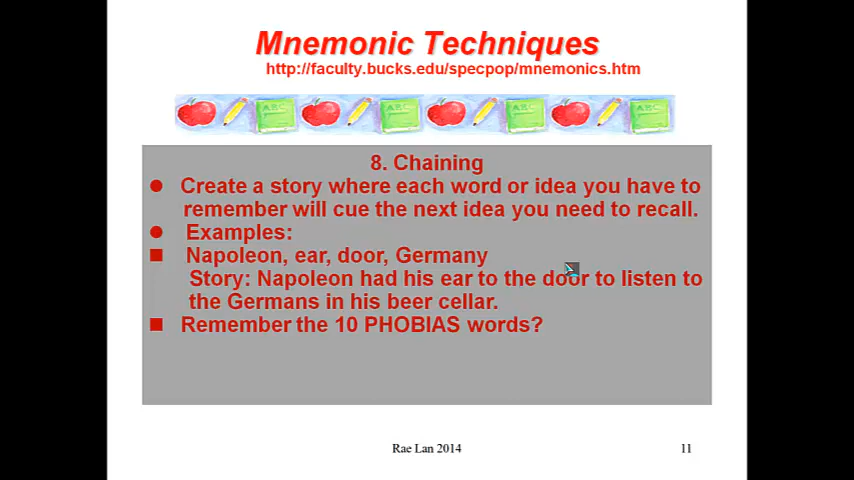 Mnemonic Techniques
http://faculty.bucks.edu/specpop/mnemonics.htm
ABC ABC ABC ABC
8. Chaining
Create a story where each word or idea you have to
remember will cue the next idea you need to recall.
Examples:
Napoleon, ear, door, Germany
Story: Napoleon had his ear to the door to listen to
the Germans in his beer cellar.
Remember the 10 PHOBIAS words?
Rae Lan 2014 11